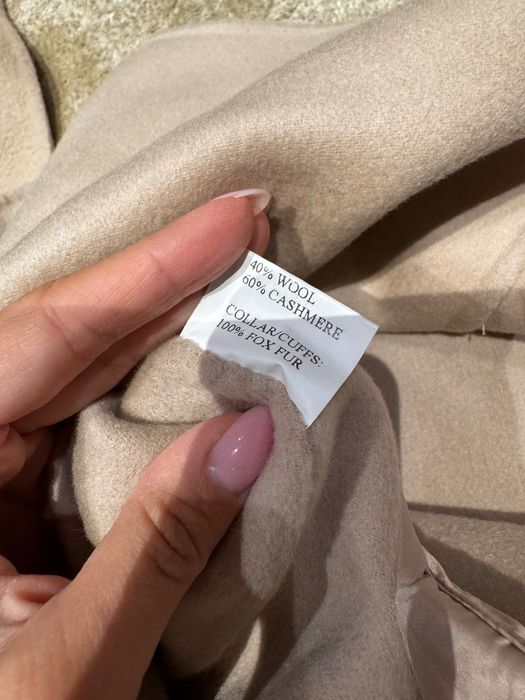 40% WOOL
60% CASHMERE
COLLAR/CUFFS:
100% FOX FUR